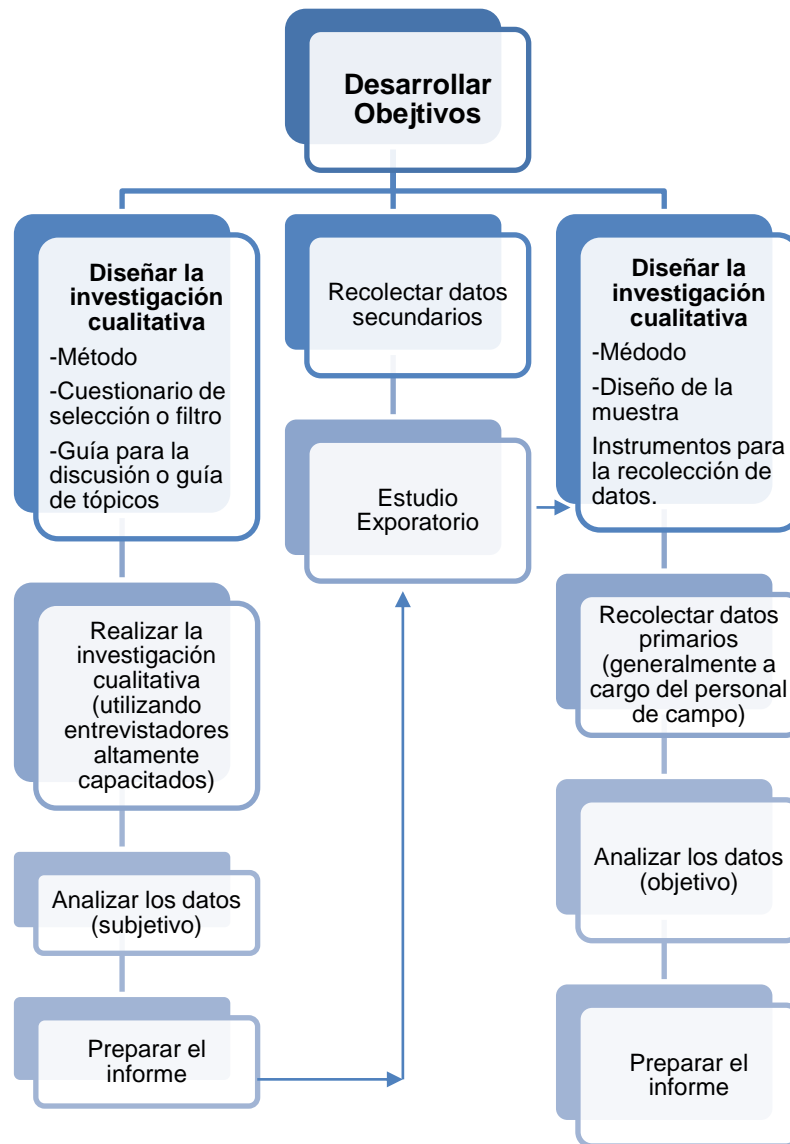 Desarrollar
Obejtivos
Diseñar la
investigación
cualitativa
-Método
-Cuestionario de
selección o filtro
-Guía para la
discusión o guía
de tópicos
Realizar la
investigación
cualitativa
(utilizando
entrevistadores
altamente
capacitados)
Analizar los datos
(subjetivo)
Preparar el
informe
Recolectar datos
secundarios
Estudio
Exporatorio
Diseñar la
investigación
cualitativa
-Médodo
-Diseño de la
muestra
Instrumentos para
la recolección de
datos.
Recolectar datos
primarios
(generalmente a
cargo del personal
de campo)
Analizar los datos
(objetivo)
Preparar el
informe